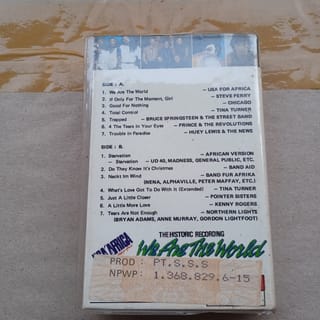 SIDE : A.
1. We Are The World — USA FOR AFRICA
2. If Only For The Moment, Girl — STEVE PERRY
3. Good For Nothing — CHICAGO
4. Total Control — TINA TURNER
5. Trapped — BRUCE SPRINGSTEEN & THE STREET BAND
6. 4 The Tears in Your Eyes — PRINCE & THE REVOLUTIONS
7. Trouble in Paradise — HUEY LEWIS & THE NEWS
SIDE : B.
1. Starvation — AFRICAN VERSION
– Starvation — UB 40, MADNESS, GENERAL PUBLIC, ETC.
2. Do They Know It's Christmas — BAND AID
3. Nackt Im Wind — BAND FUR AFRIKA
(NENA, ALPHAVILLE, PETER MAFFAY, ETC.)
4. What's Love Got To Do With It (Extended) — TINA TURNER
5. Just A Little Closer — POINTER SISTERS
6. A Little More Love — KENNY ROGERS
7. Tears Are Not Enough — NORTHERN LIGHTS
(BRYAN ADAMS, ANNE MURRAY, GORDON LIGHTFOOT)
THE HISTORIC RECORDING
USA AFRICA We Are The World
PROD : PT.S.S.S
NPWP: 1.368.829.6-15